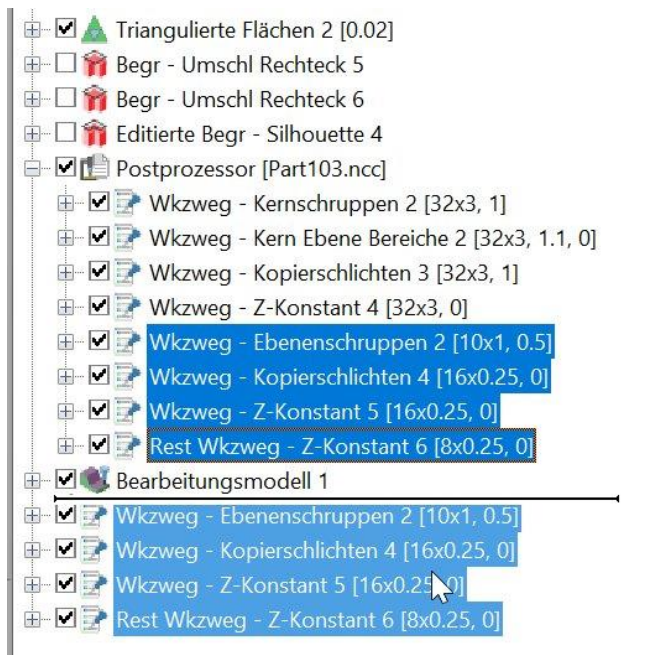 Triangulierte Flächen 2 [0.02]
Begr - Umschl Rechteck 5
Begr - Umschl Rechteck 6
Editierte Begr - Silhouette 4
Postprozessor [Part103.ncc]
Wkzweg - Kernschruppen 2 [32x3, 1]
Wkzweg - Kern Ebene Bereiche 2 [32x3, 1.1, 0]
Wkzweg - Kopierschlichten 3 [32x3, 1]
Wkzweg - Z-Konstant 4 [32x3, 0]
Wkzweg - Ebenenschruppen 2 [10x1, 0.5]
Wkzweg - Kopierschlichten 4 [16x0.25, 0]
Wkzweg - Z-Konstant 5 [16x0.25, 0]
Rest Wkzweg - Z-Konstant 6 [8x0.25, 0]
Bearbeitungsmodell 1
Wkzweg - Ebenenschruppen 2 [10x1, 0.5]
Wkzweg - Kopierschlichten 4 [16x0.25, 0]
Wkzweg - Z-Konstant 5 [16x0.25, 0]
Rest Wkzweg - Z-Konstant 6 [8x0.25, 0]